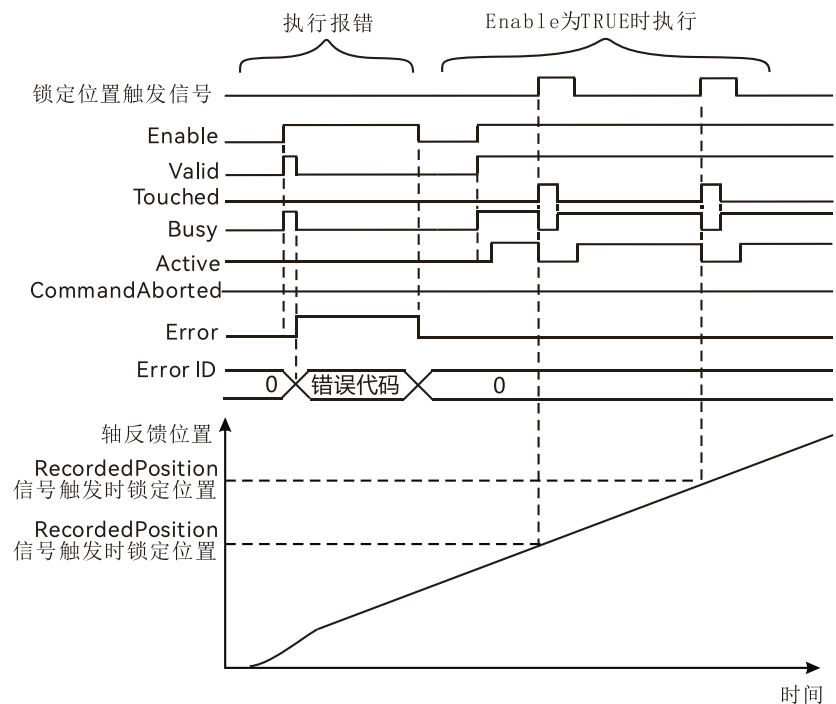 执行报错
Enable为TRUE时执行
锁定位置触发信号
Enable
Valid
Touched
Busy
Active
CommandAborted
Error
Error ID
0
错误代码
0
轴反馈位置
RecordedPosition
信号触发时锁定位置
RecordedPosition
信号触发时锁定位置
时间